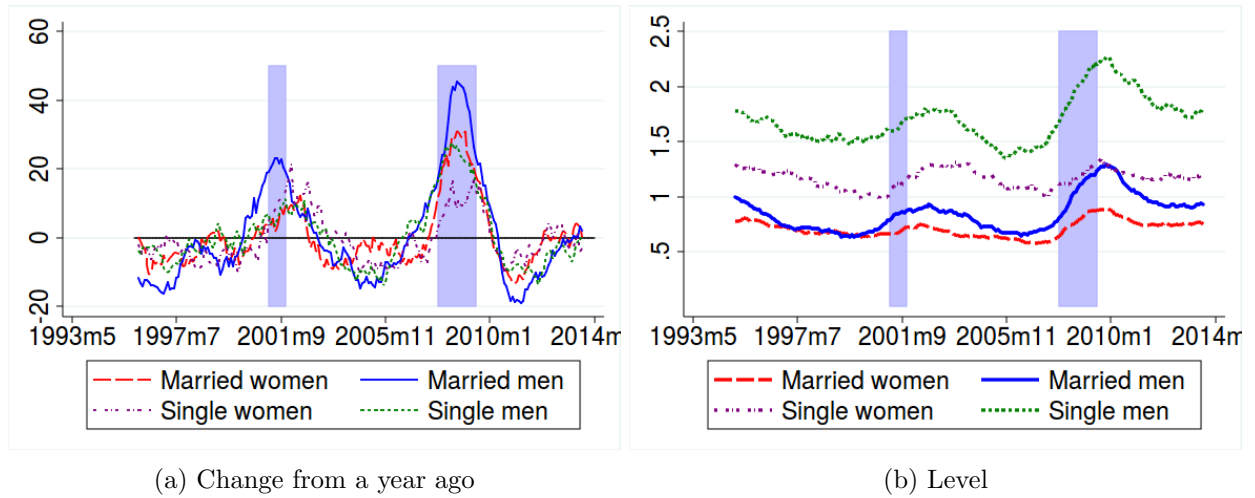 60
40
20
0
-20
1993m5 1997m7 2001m9 2005m11 2010m1 2014m
Married women Married men
Single women Single men
(a) Change from a year ago
2.5
2
1.5
1
.5
1993m5 1997m7 2001m9 2005m11 2010m1 2014m
Married women Married men
Single women Single men
(b) Level